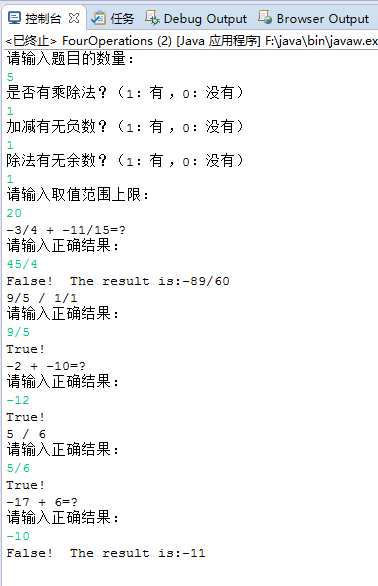 控制台 任务 Debug Output Browser Output
<已终止> FourOperations (2) [Java 应用程序] F:\java\bin\javaw.ex
请输入题目的数量：
5
是否有乘除法？（1：有 ，0：没有）
1
加减有无负数？（1：有 ，0：没有）
1
除法有无余数？（1：有 ，0：没有）
1
请输入取值范围上限：
20
-3/4 + -11/15=?
请输入正确结果：
45/4
False!  The result is:-89/60
9/5 / 1/1
请输入正确结果：
9/5
True!
-2 + -10=?
请输入正确结果：
-12
True!
5 / 6
请输入正确结果：
5/6
True!
-17 + 6=?
请输入正确结果：
-10
False!  The result is:-11